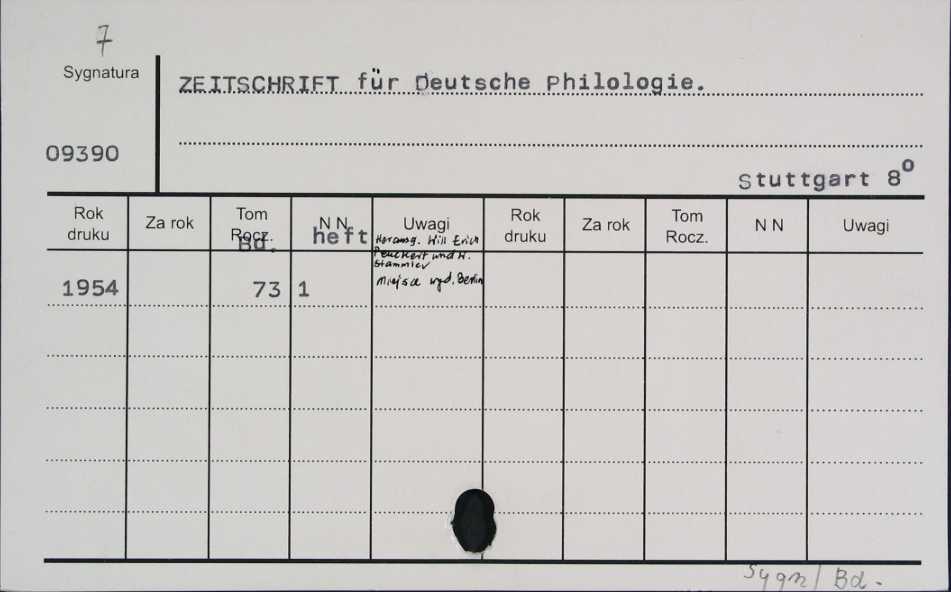 7
Sygnatura
ZEITSCHRIFT für Deutsche Philologie.
09390
Stuttgart 8⁰
Rok druku Za rok Tom Rocz. Bd. N N heft Uwagi Rok druku Za rok Tom Rocz. N N Uwagi
Herausg. Will Erich
Peuckert und W.
Stammler
1954 73 1 Miejsce wyd. Berlin
Sygn/ Bd.